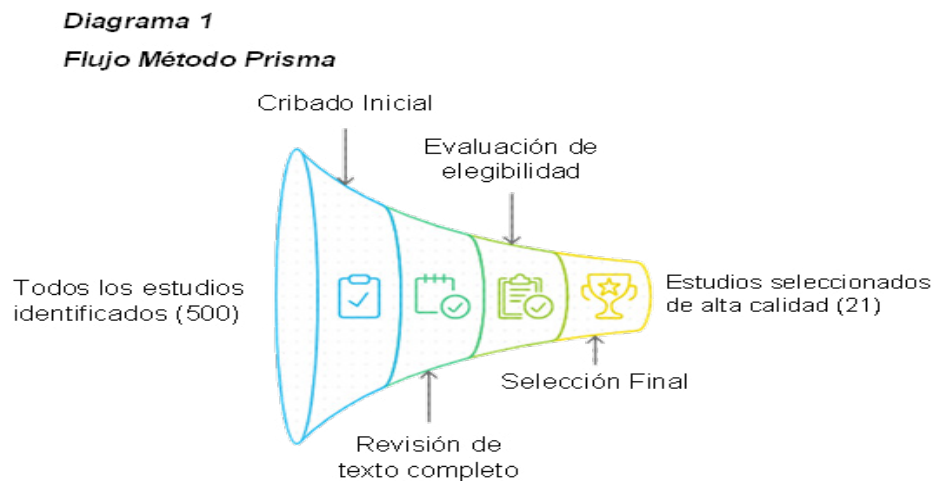 Diagrama 1
Flujo Método Prisma
Cribado Inicial
Evaluación de
elegibilidad
Todos los estudios
identificados (500)
Estudios seleccionados
de alta calidad (21)
Selección Final
Revisión de
texto completo